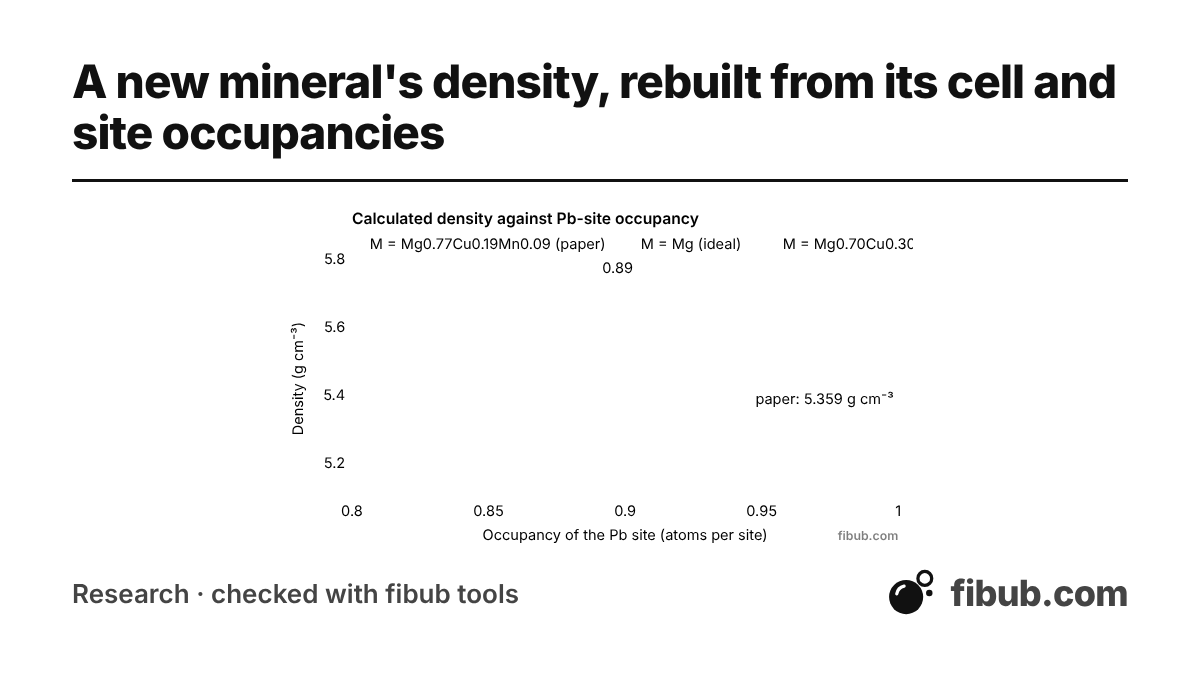 A new mineral's density, rebuilt from its cell and
site occupancies
Calculated density against Pb-site occupancy
M = Mg0.77Cu0.19Mn0.09 (paper) M = Mg (ideal) M = Mg0.70Cu0.30
0.89
5.8
5.6
5.4
5.2
Density (g cm⁻³)
paper: 5.359 g cm⁻³
0.8 0.85 0.9 0.95 1
Occupancy of the Pb site (atoms per site)
fibub.com
Research · checked with fibub tools
fibub.com